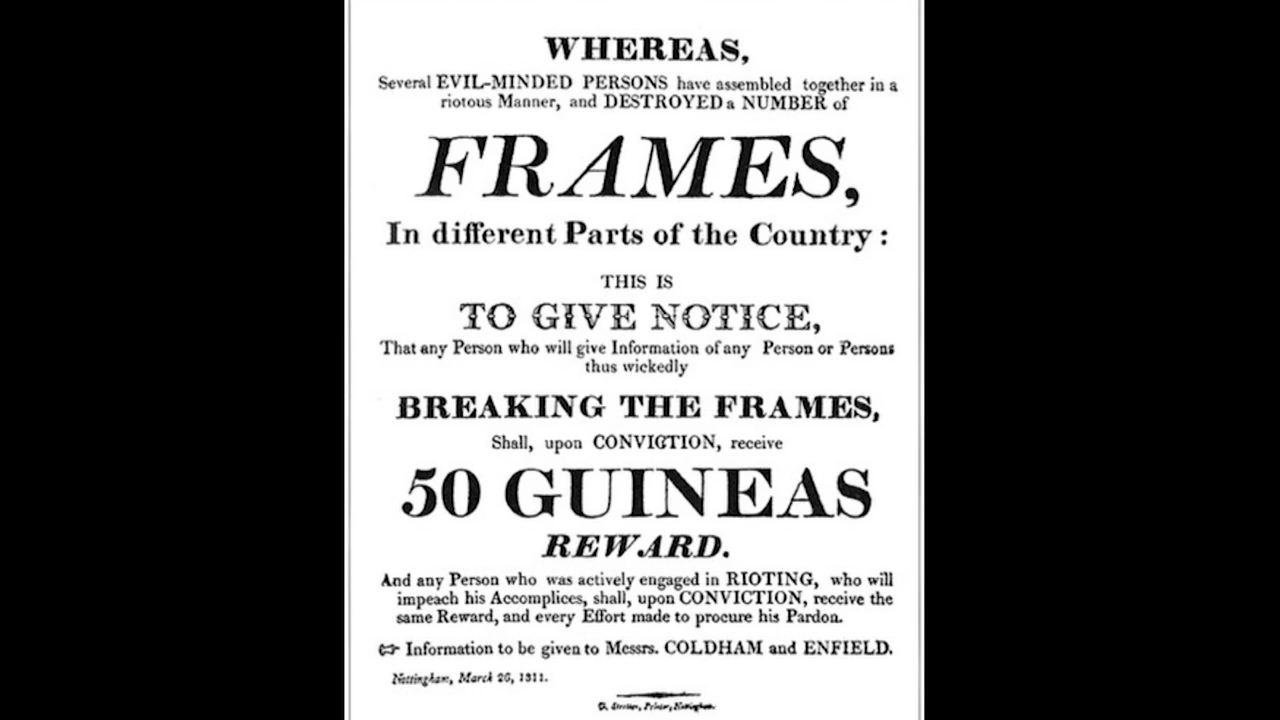 WHEREAS,
Several EVIL-MINDED PERSONS have assembled together in a
riotous Manner, and DESTROYED a NUMBER of
FRAMES,
In different Parts of the Country:
THIS IS
TO GIVE NOTICE,
That any Person who will give Information of any Person or Persons
thus wickedly
BREAKING THE FRAMES,
Shall, upon CONVICTION, receive
50 GUINEAS
REWARD.
And any Person who was actively engaged in RIOTING, who will
impeach his Accomplices, shall, upon CONVICTION, receive the
same Reward, and every Effort made to procure his Pardon.
☞ Information to be given to Messrs. COLDHAM and ENFIELD.
Nottingham, March 26, 1811.
Printer, Nottingham.